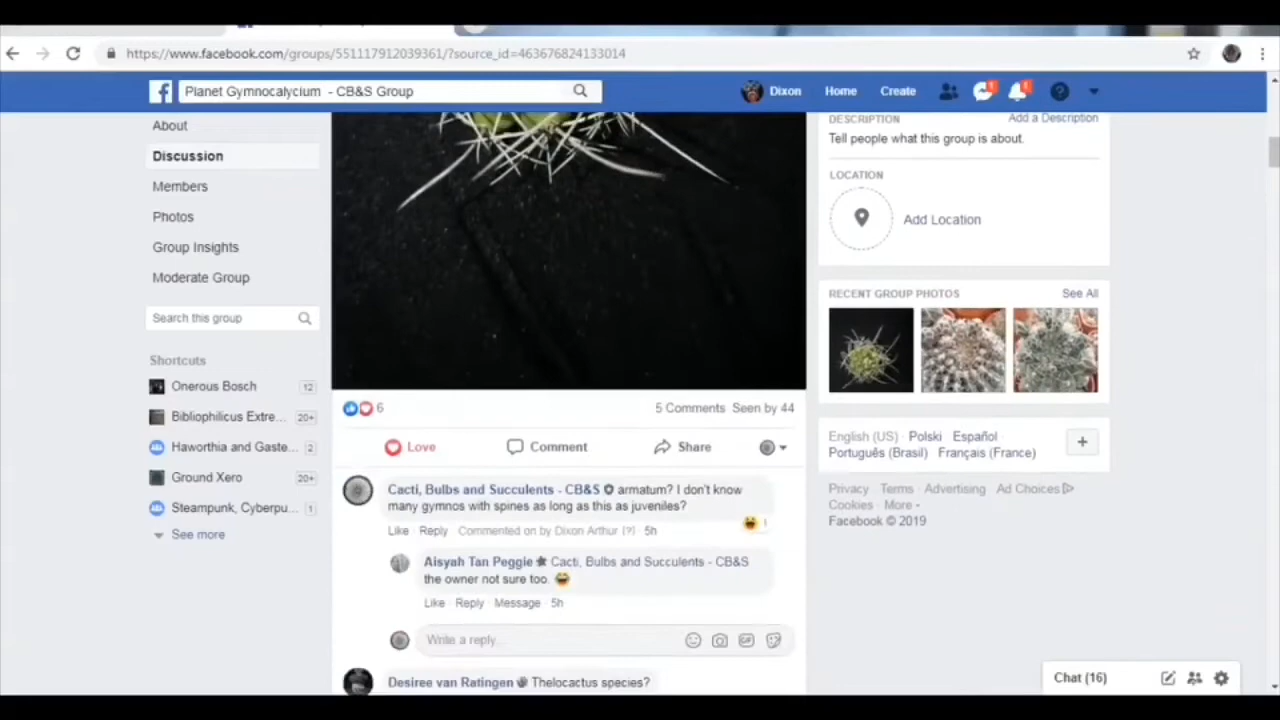 https://www.facebook.com/groups/551117912039361/?source_id=463676824133014
Planet Gymnocalycium - CB&S Group
Dixon
Home
Create
About
Discussion
Members
Photos
Group Insights
Moderate Group
Search this group
Shortcuts
Onerous Bosch 12
Bibliophilicus Extre... 20+
Haworthia and Gaste... 2
Ground Xero 20+
Steampunk, Cyberpu... 1
See more
6
5 Comments Seen by 44
Love
Comment
Share
Cacti, Bulbs and Succulents - CB&S armatum? I don't know
many gymnos with spines as long as this as juveniles?
1
Like · Reply · Commented on by Dixon Arthur [?] · 5h
Aisyah Tan Peggie Cacti, Bulbs and Succulents - CB&S
the owner not sure too.
Like · Reply · Message · 5h
Write a reply...
GIF
Desiree van Ratingen Thelocactus species?
DESCRIPTION
Add a Description
Tell people what this group is about.
LOCATION
Add Location
RECENT GROUP PHOTOS
See All
English (US) · Polski · Español ·
Português (Brasil) · Français (France)
Privacy · Terms · Advertising · Ad Choices
Cookies · More
Facebook © 2019
Chat (16)